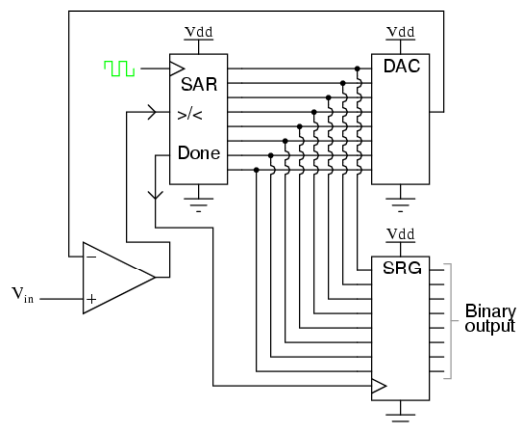 Vdd
Vdd
SAR
DAC
>/<
Done
Vdd
SRG
−
Vin
+
Binary
output